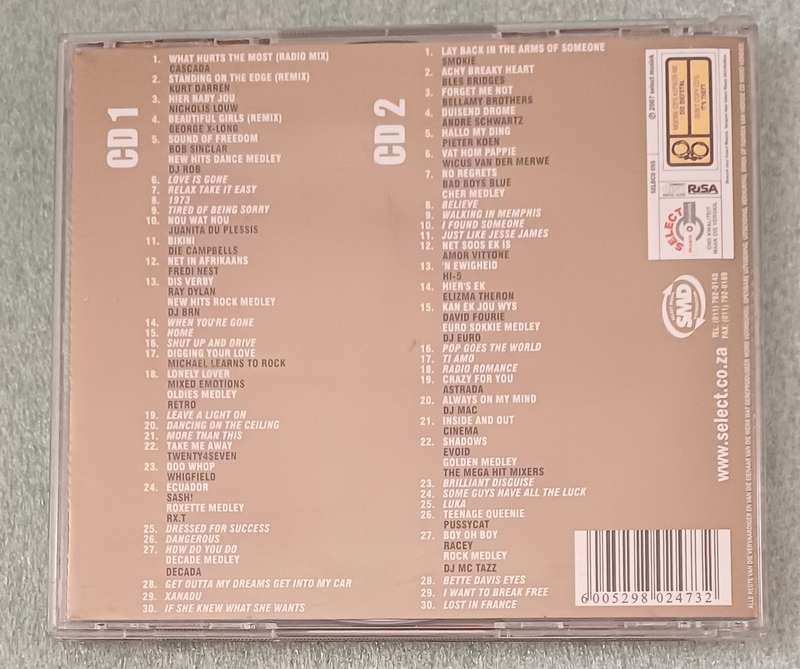 CD 1
1. WHAT HURTS THE MOST (RADIO MIX)
CASCADA
2. STANDING ON THE EDGE (REMIX)
KURT DARREN
3. HIER BABY JOU
NICHOLIS LOUW
4. BEAUTIFUL GIRLS (REMIX)
GEORGE X-LONG
5. SOUND OF FREEDOM
BOB SINCLAR
NEW HITS DANCE MEDLEY
DJ ROB
6. LOVE IS GONE
7. RELAX TAKE IT EASY
8. 1973
9. TIRED OF BEING SORRY
10. NOU WAT NOU
JUANITA DU PLESSIS
11. BIKINI
DIE CAMPBELLS
12. NET IN AFRIKAANS
FREDI NEST
13. DIS VERBY
RAY DYLAN
NEW HITS ROCK MEDLEY
DJ BRN
14. WHEN YOU'RE GONE
15. HOME
16. SHUT UP AND DRIVE
17. DIGGING YOUR LOVE
MICHAEL LEARNS TO ROCK
18. LONELY LOVER
MIXED EMOTIONS
OLDIES MEDLEY
RETRO
19. LEAVE A LIGHT ON
20. DANCING ON THE CEILING
21. MORE THAN THIS
22. TAKE ME AWAY
TWENTY4SEVEN
23. DOO WHOP
WHIGFIELD
24. ECUADOR
SASH!
ROXETTE MEDLEY
RX.T
25. DRESSED FOR SUCCESS
26. DANGEROUS
27. HOW DO YOU DO
DECADE MEDLEY
DECADA
28. GET OUTTA MY DREAMS GET INTO MY CAR
29. XANADU
30. IF SHE KNEW WHAT SHE WANTS
CD 2
1. LAY BACK IN THE ARMS OF SOMEONE
SMOKIE
2. ACHY BREAKY HEART
BLES BRIDGES
3. FORGET ME NOT
BELLAMY BROTHERS
4. DUISEND DROME
ANDRE SCHWARTZ
5. HALLO MY DING
PIETER KOEN
6. VAT HOM PAPPIE
WICUS VAN DER MERWE
7. NO REGRETS
BAD BOYS BLUE
CHER MEDLEY
8. BELIEVE
9. WALKING IN MEMPHIS
10. I FOUND SOMEONE
11. JUST LIKE JESSE JAMES
12. NET SOOS EK IS
AMOR VITTONE
13. 'N EWIGHEID
HI-5
14. HIER'S EK
ELIZMA THERON
15. KAN EK JOU WYS
DAVID FOURIE
EURO SOKKIE MEDLEY
DJ EURO
16. POP GOES THE WORLD
17. TI AMO
18. RADIO ROMANCE
19. CRAZY FOR YOU
ASTRADA
20. ALWAYS ON MY MIND
DJ MAC
21. INSIDE AND OUT
CINEMA
22. SHADOWS
EVOID
GOLDEN MEDLEY
THE MEGA HIT MIXERS
23. BRILLIANT DISGUISE
24. SOME GUYS HAVE ALL THE LUCK
25. LUKA
26. TEENAGE QUEENIE
PUSSYCAT
27. BOY OH BOY
RACEY
ROCK MEDLEY
DJ MC TAZZ
28. BETTE DAVIS EYES
29. I WANT TO BREAK FREE
30. LOST IN FRANCE
℗ 2007 select musiek
SELBCD 695
RiSA
SELECT
SMD
TEL: (011) 792-0143
FAX: (011) 792-0189
www.select.co.za
6005298 024732